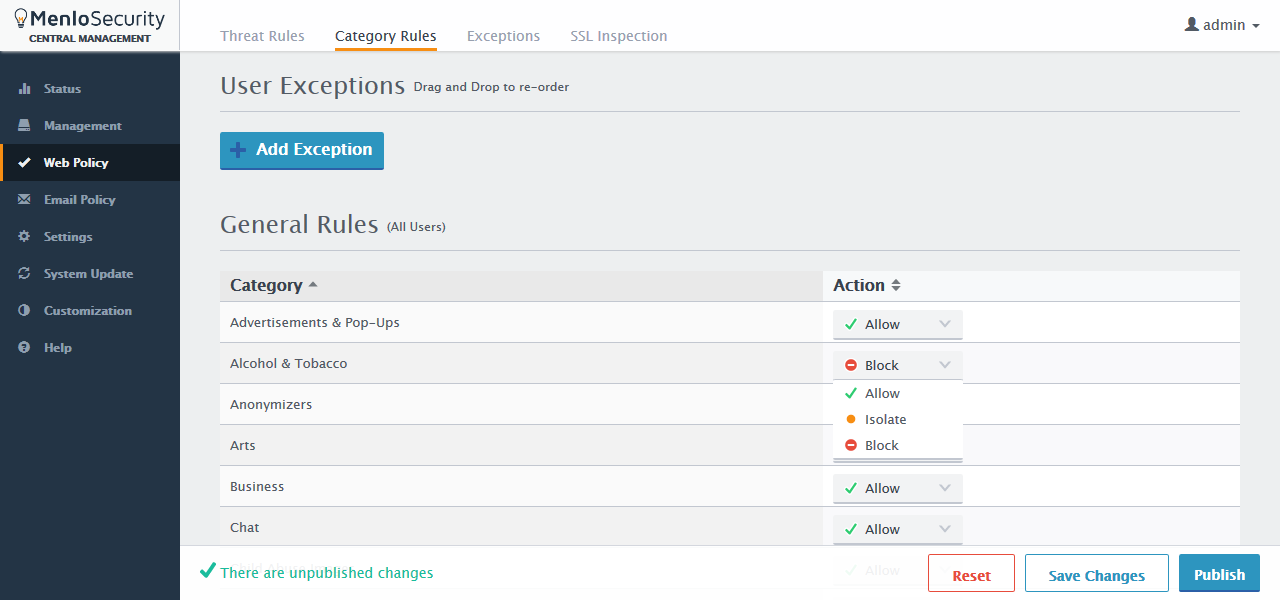 MenloSecurity
CENTRAL MANAGEMENT
Threat Rules Category Rules Exceptions SSL Inspection
admin
Status
Management
Web Policy
Email Policy
Settings
System Update
Customization
Help
User Exceptions Drag and Drop to re-order
Add Exception
General Rules (All Users)
Category Action
Advertisements & Pop-Ups Allow
Alcohol & Tobacco Block
Allow
Anonymizers
Isolate
Arts Block
Business Allow
Chat Allow
Allow
There are unpublished changes Reset Save Changes Publish